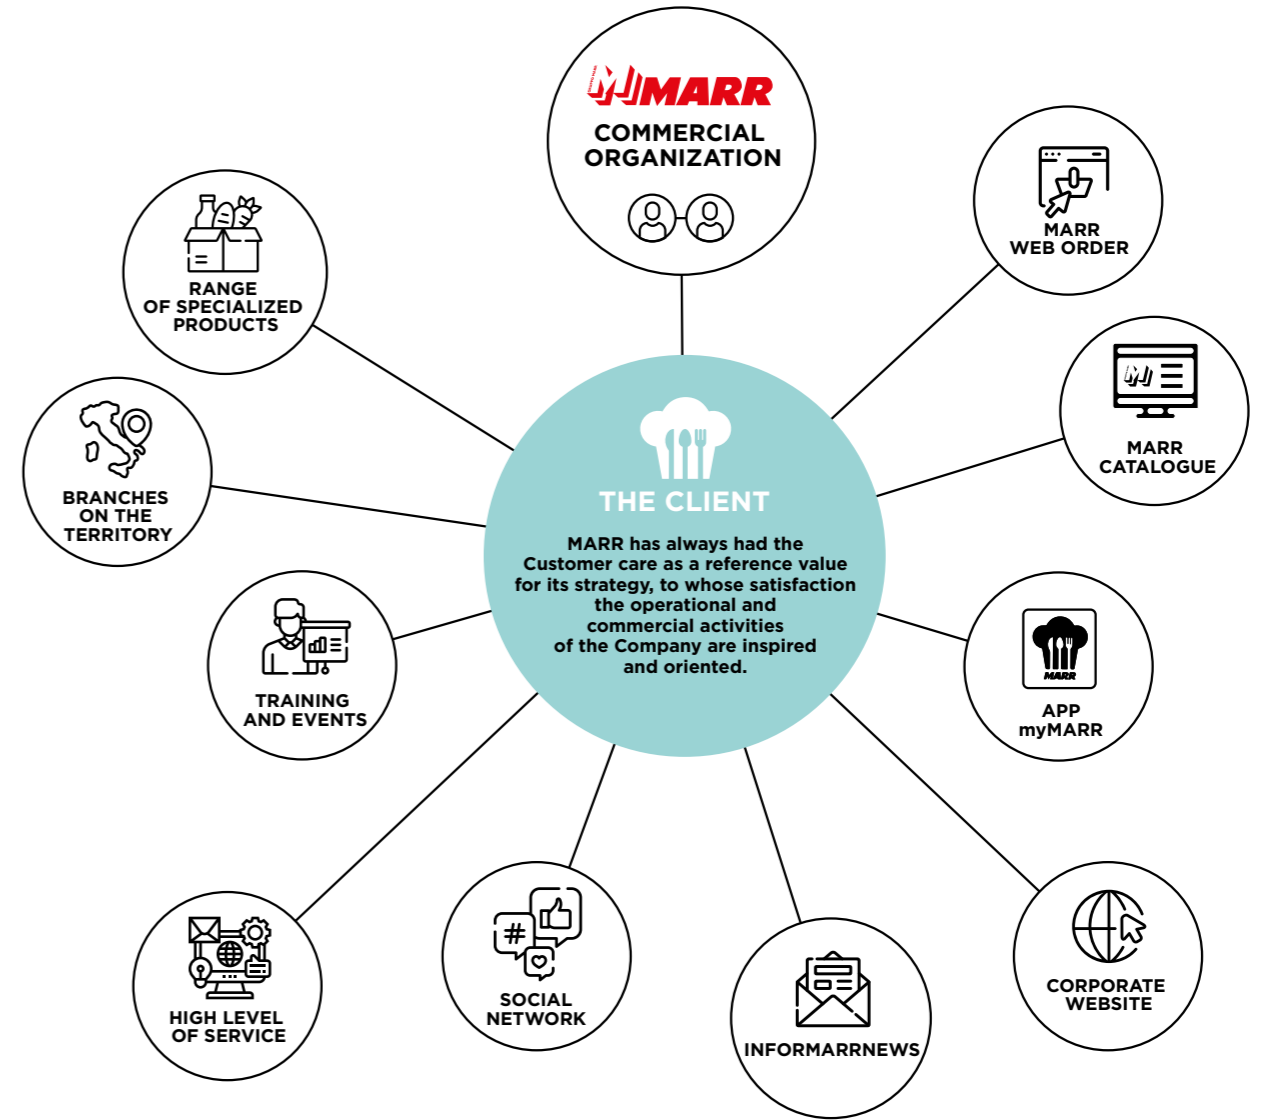 MARR
COMMERCIAL
ORGANIZATION
MARR
WEB ORDER
RANGE
OF SPECIALIZED
PRODUCTS
MARR
CATALOGUE
BRANCHES
ON THE
TERRITORY
THE CLIENT
MARR has always had the
Customer care as a reference value
for its strategy, to whose satisfaction
the operational and
commercial activities
of the Company are inspired
and oriented.
TRAINING
AND EVENTS
MARR
APP
myMARR
HIGH LEVEL
OF SERVICE
#
SOCIAL
NETWORK
INFORMARRNEWS
CORPORATE
WEBSITE